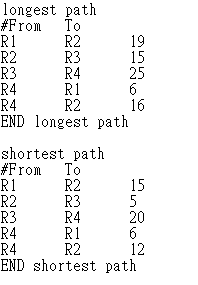 longest path
#From To
R1 R2 19
R2 R3 15
R3 R4 25
R4 R1 6
R4 R2 16
END longest path
shortest path
#From To
R1 R2 15
R2 R3 5
R3 R4 20
R4 R1 6
R4 R2 12
END shortest path